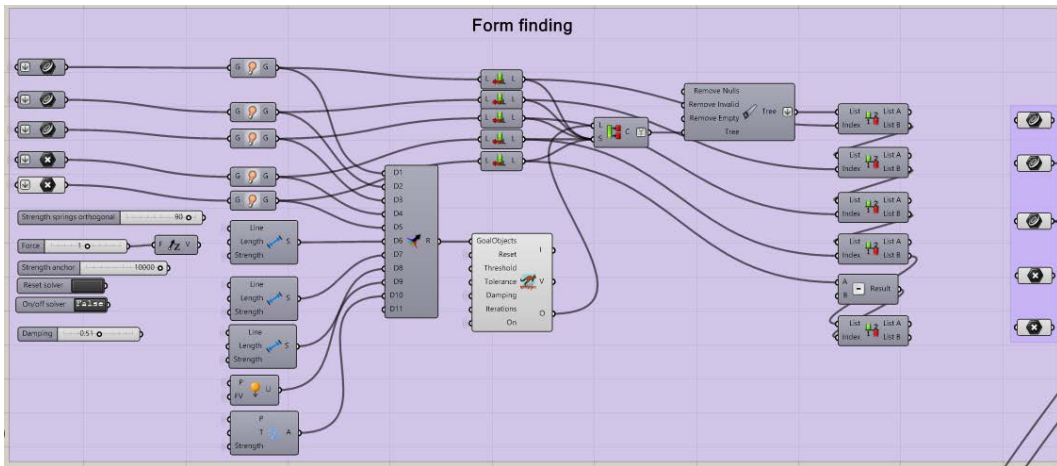 Form finding
G G
G G
G G
G G
G G
Strength springs orthogonal 90
Force 1
F V
Strength anchor 10000
Reset solver
On/off solver False
Damping 0.51
Line
Length S
Strength
Line
Length S
Strength
Line
Length S
Strength
P U
FV
P
T A
Strength
D1
D2
D3
D4
D5
D6 R
D7
D8
D9
D10
D11
L L
L L
L L
L L
L L
GoalObjects I
Reset
Threshold
Tolerance V
Damping
Iterations O
On
L C
S
Remove Nulls
Remove Invalid
Remove Empty Tree
Tree
List List A
Index List B
List List A
Index List B
List List A
Index List B
List List A
Index List B
A Result
B
List List A
Index List B